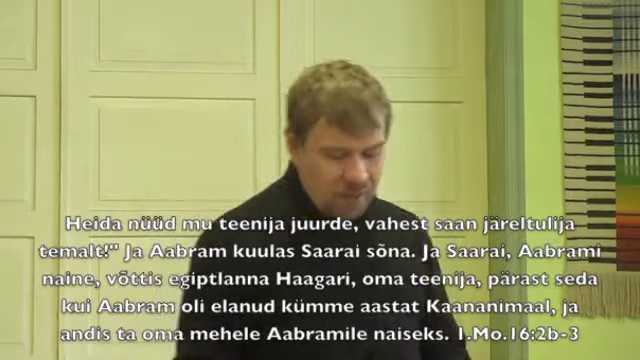 Heida nüüd mu teenija juurde, vahest saan järeltulija
temalt!" Ja Aabram kuulas Saarai sõna. Ja Saarai, Aabrami
naine, võttis egiptlanna Haagari, oma teenija, pärast seda
kui Aabram oli elanud kümme aastat Kaananimaal, ja
andis ta oma mehele Aabramile naiseks. 1.Mo.16:2b-3